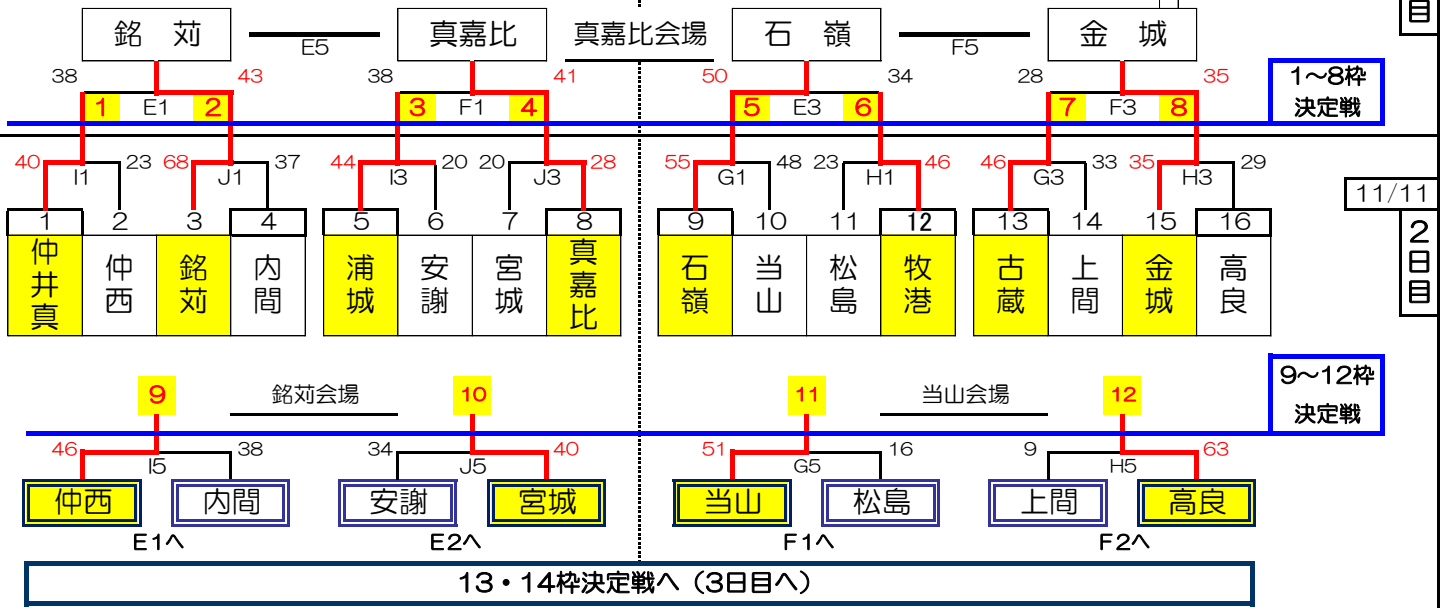 目
銘 苅 真嘉比 真嘉比会場 石 嶺 金 城
E5 F5
38 43 38 41 50 34 28 35
1 E1 2 3 F1 4 5 E3 6 7 F3 8
1～8枠
決定戦
40 23 68 37 44 20 20 28 55 48 23 46 46 33 35 29
I1 J1 I3 J3 G1 H1 G3 H3
11/11
1 2 3 4 5 6 7 8 9 10 11 12 13 14 15 16
仲井真 仲西 銘苅 内間 浦城 安謝 宮城 真嘉比 石嶺 当山 松島 牧港 古蔵 上間 金城 高良
2日目
9～12枠
決定戦
9 銘苅会場 10 11 当山会場 12
46 38 34 40 51 16 9 63
I5 J5 G5 H5
仲西 内間 安謝 宮城 当山 松島 上間 高良
E1へ E2へ F1へ F2へ
13・14枠決定戦へ（3日目へ）